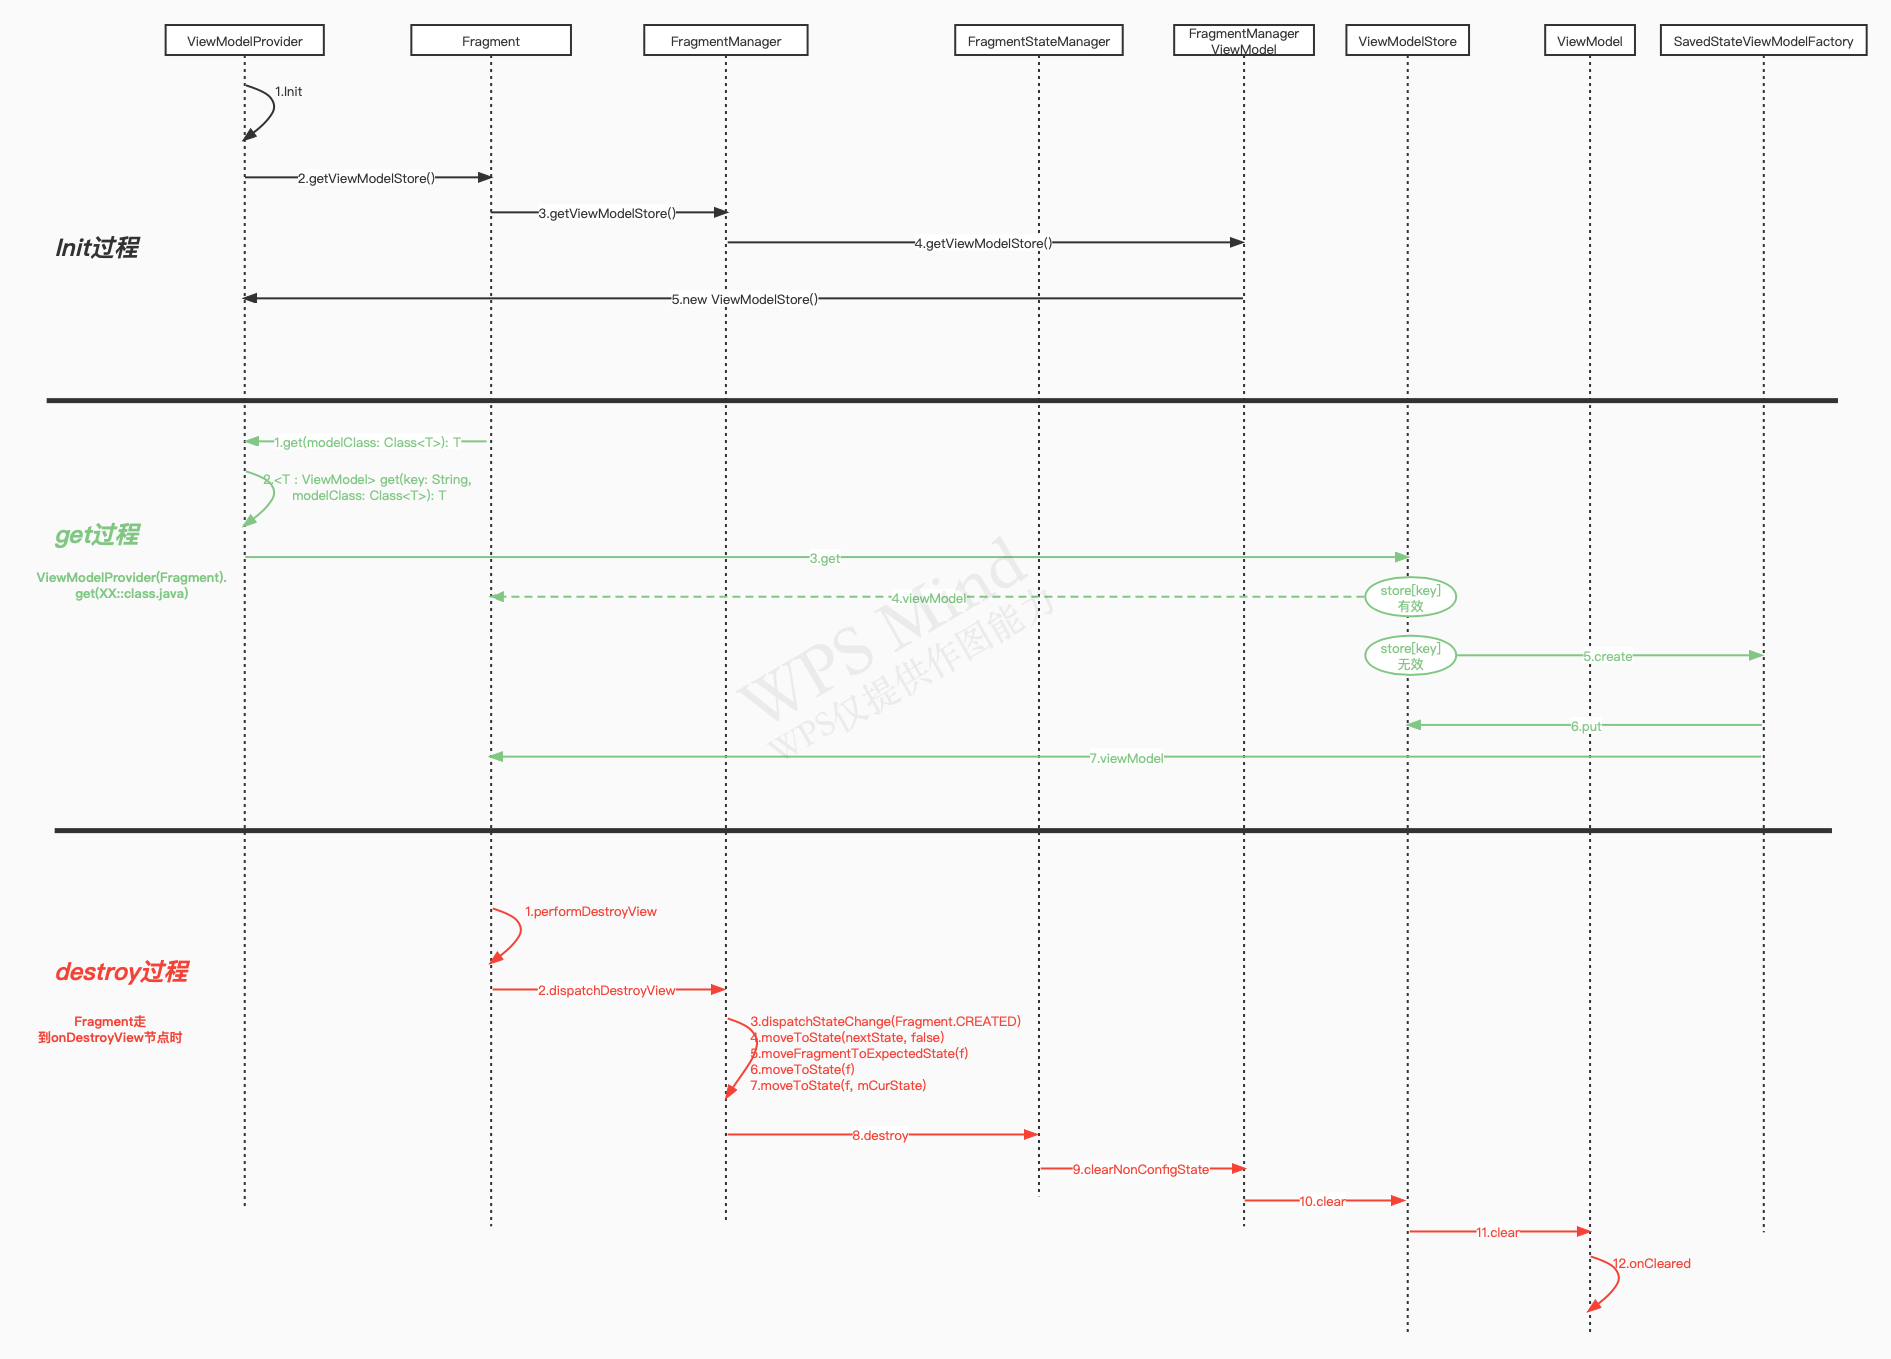 ViewModelProvider
Fragment
FragmentManager
FragmentStateManager
FragmentManager
ViewModel
ViewModelStore
ViewModel
SavedStateViewModelFactory
1.Init
2.getViewModelStore()
3.getViewModelStore()
Init过程
4.getViewModelStore()
5.new ViewModelStore()
1.get(modelClass: Class<T>): T
2.<T : ViewModel> get(key: String,
modelClass: Class<T>): T
get过程
ViewModelProvider(Fragment).
get(XX::class.java)
3.get
store[key]
有效
4.viewModel
store[key]
无效
5.create
6.put
7.viewModel
WPS Mind
WPS仅提供作图能力
1.performDestroyView
destroy过程
2.dispatchDestroyView
Fragment走
到onDestroyView节点时
3.dispatchStateChange(Fragment.CREATED)
4.moveToState(nextState, false)
5.moveFragmentToExpectedState(f)
6.moveToState(f)
7.moveToState(f, mCurState)
8.destroy
9.clearNonConfigState
10.clear
11.clear
12.onCleared